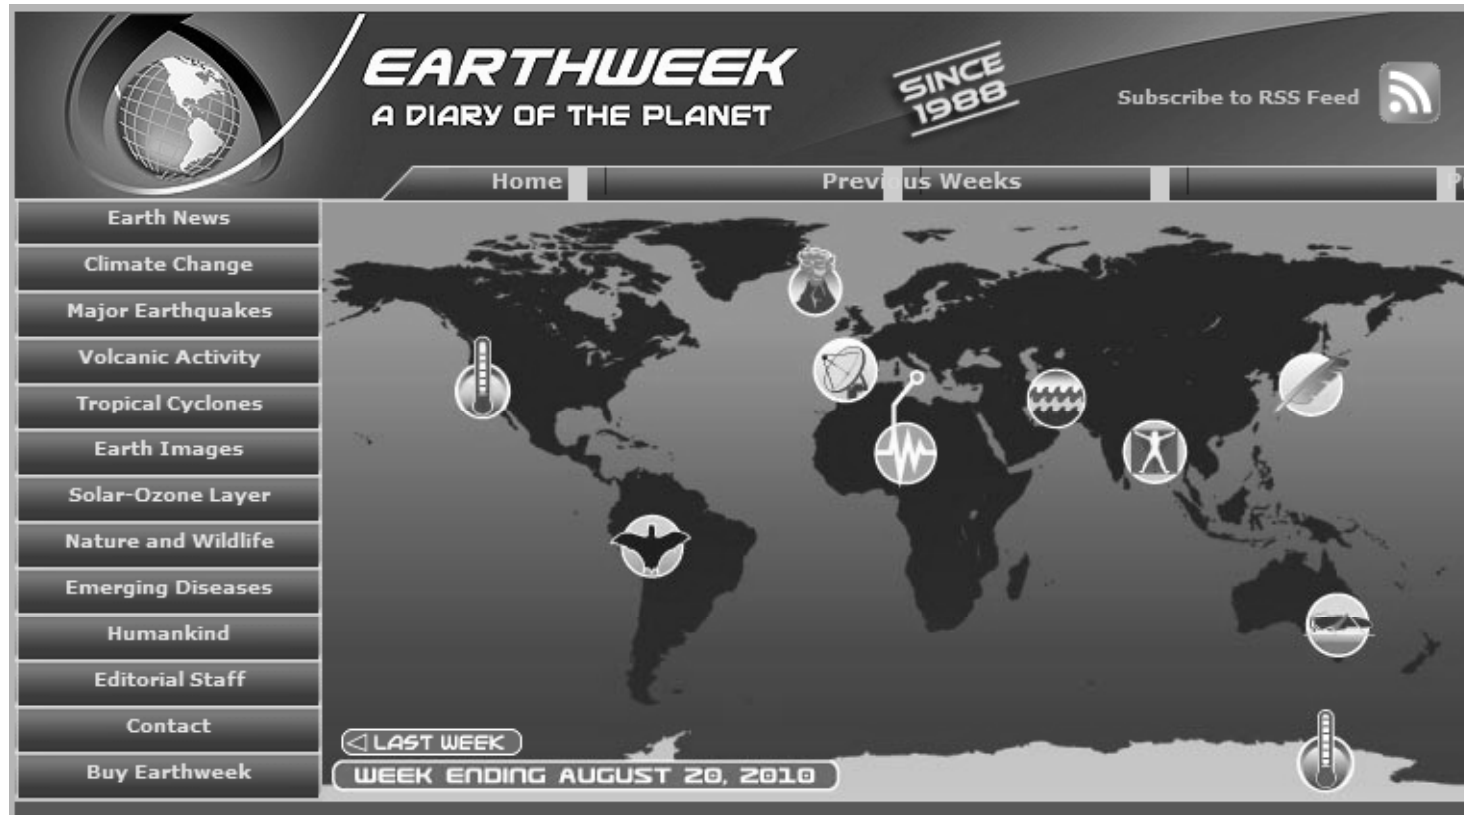 EARTHWEEK
A DIARY OF THE PLANET
SINCE
1988
Subscribe to RSS Feed
Home
Previous Weeks
Earth News
Climate Change
Major Earthquakes
Volcanic Activity
Tropical Cyclones
Earth Images
Solar-Ozone Layer
Nature and Wildlife
Emerging Diseases
Humankind
Editorial Staff
Contact
Buy Earthweek
LAST WEEK
WEEK ENDING AUGUST 20, 2010